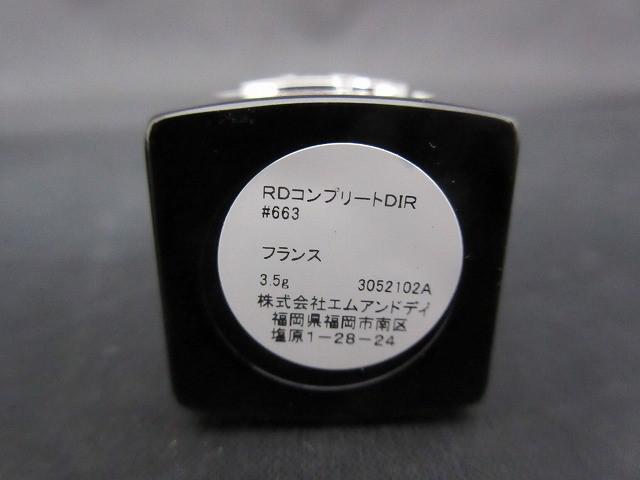 RDコンプリートDIR
#663
フランス
3.5g 3052102A
株式会社エムアンドディ
福岡県福岡市南区
塩原1-28-24